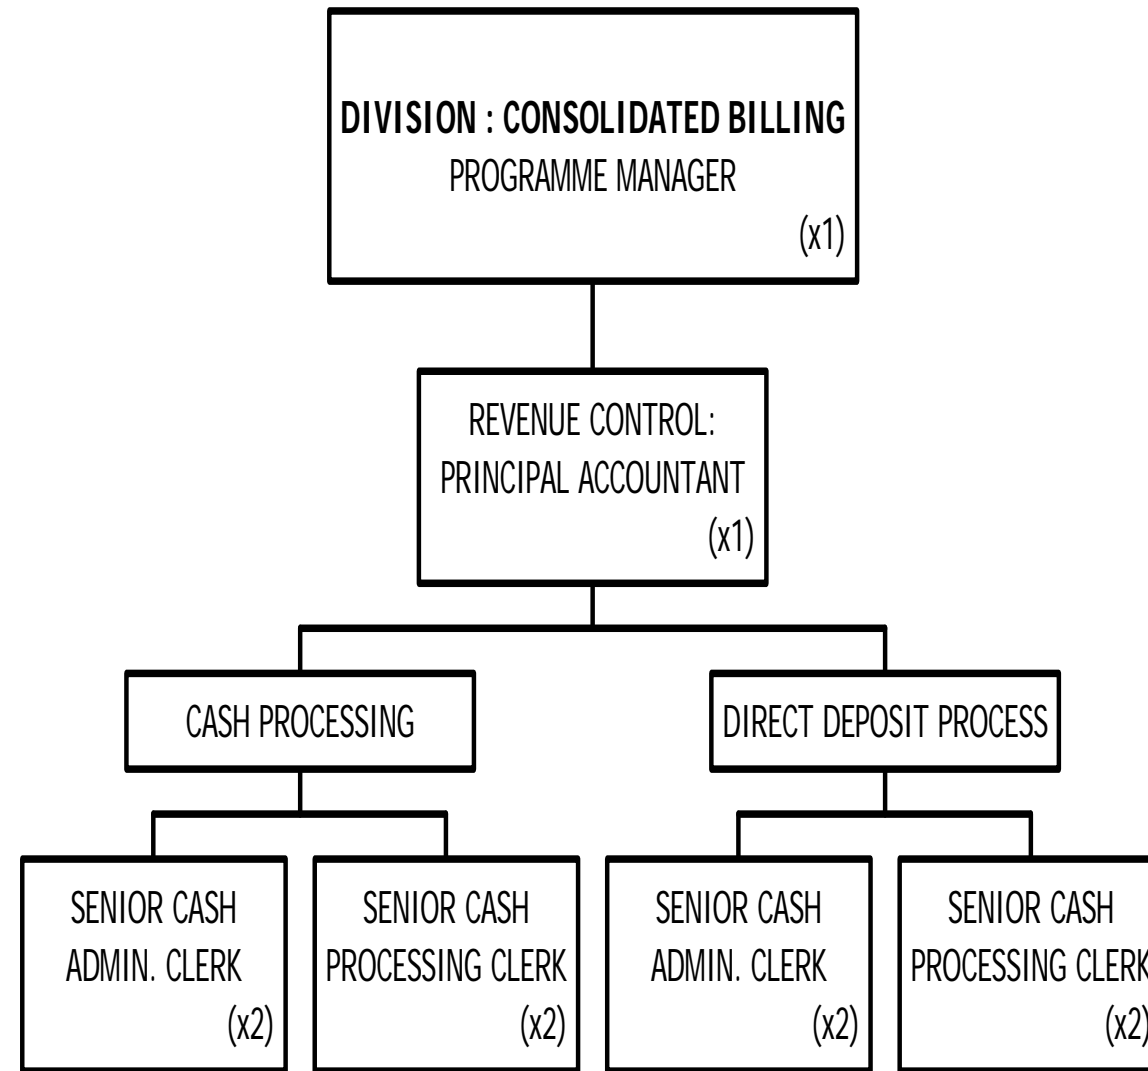 DIVISION : CONSOLIDATED BILLING
PROGRAMME MANAGER
(x1)
REVENUE CONTROL:
PRINCIPAL ACCOUNTANT
(x1)
CASH PROCESSING
DIRECT DEPOSIT PROCESS
SENIOR CASH
ADMIN. CLERK
(x2)
SENIOR CASH
PROCESSING CLERK
(x2)
SENIOR CASH
ADMIN. CLERK
(x2)
SENIOR CASH
PROCESSING CLERK
(x2)